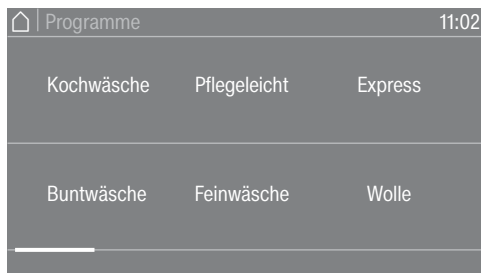 Programme 11:02
Kochwäsche Pflegeleicht Express
Buntwäsche Feinwäsche Wolle